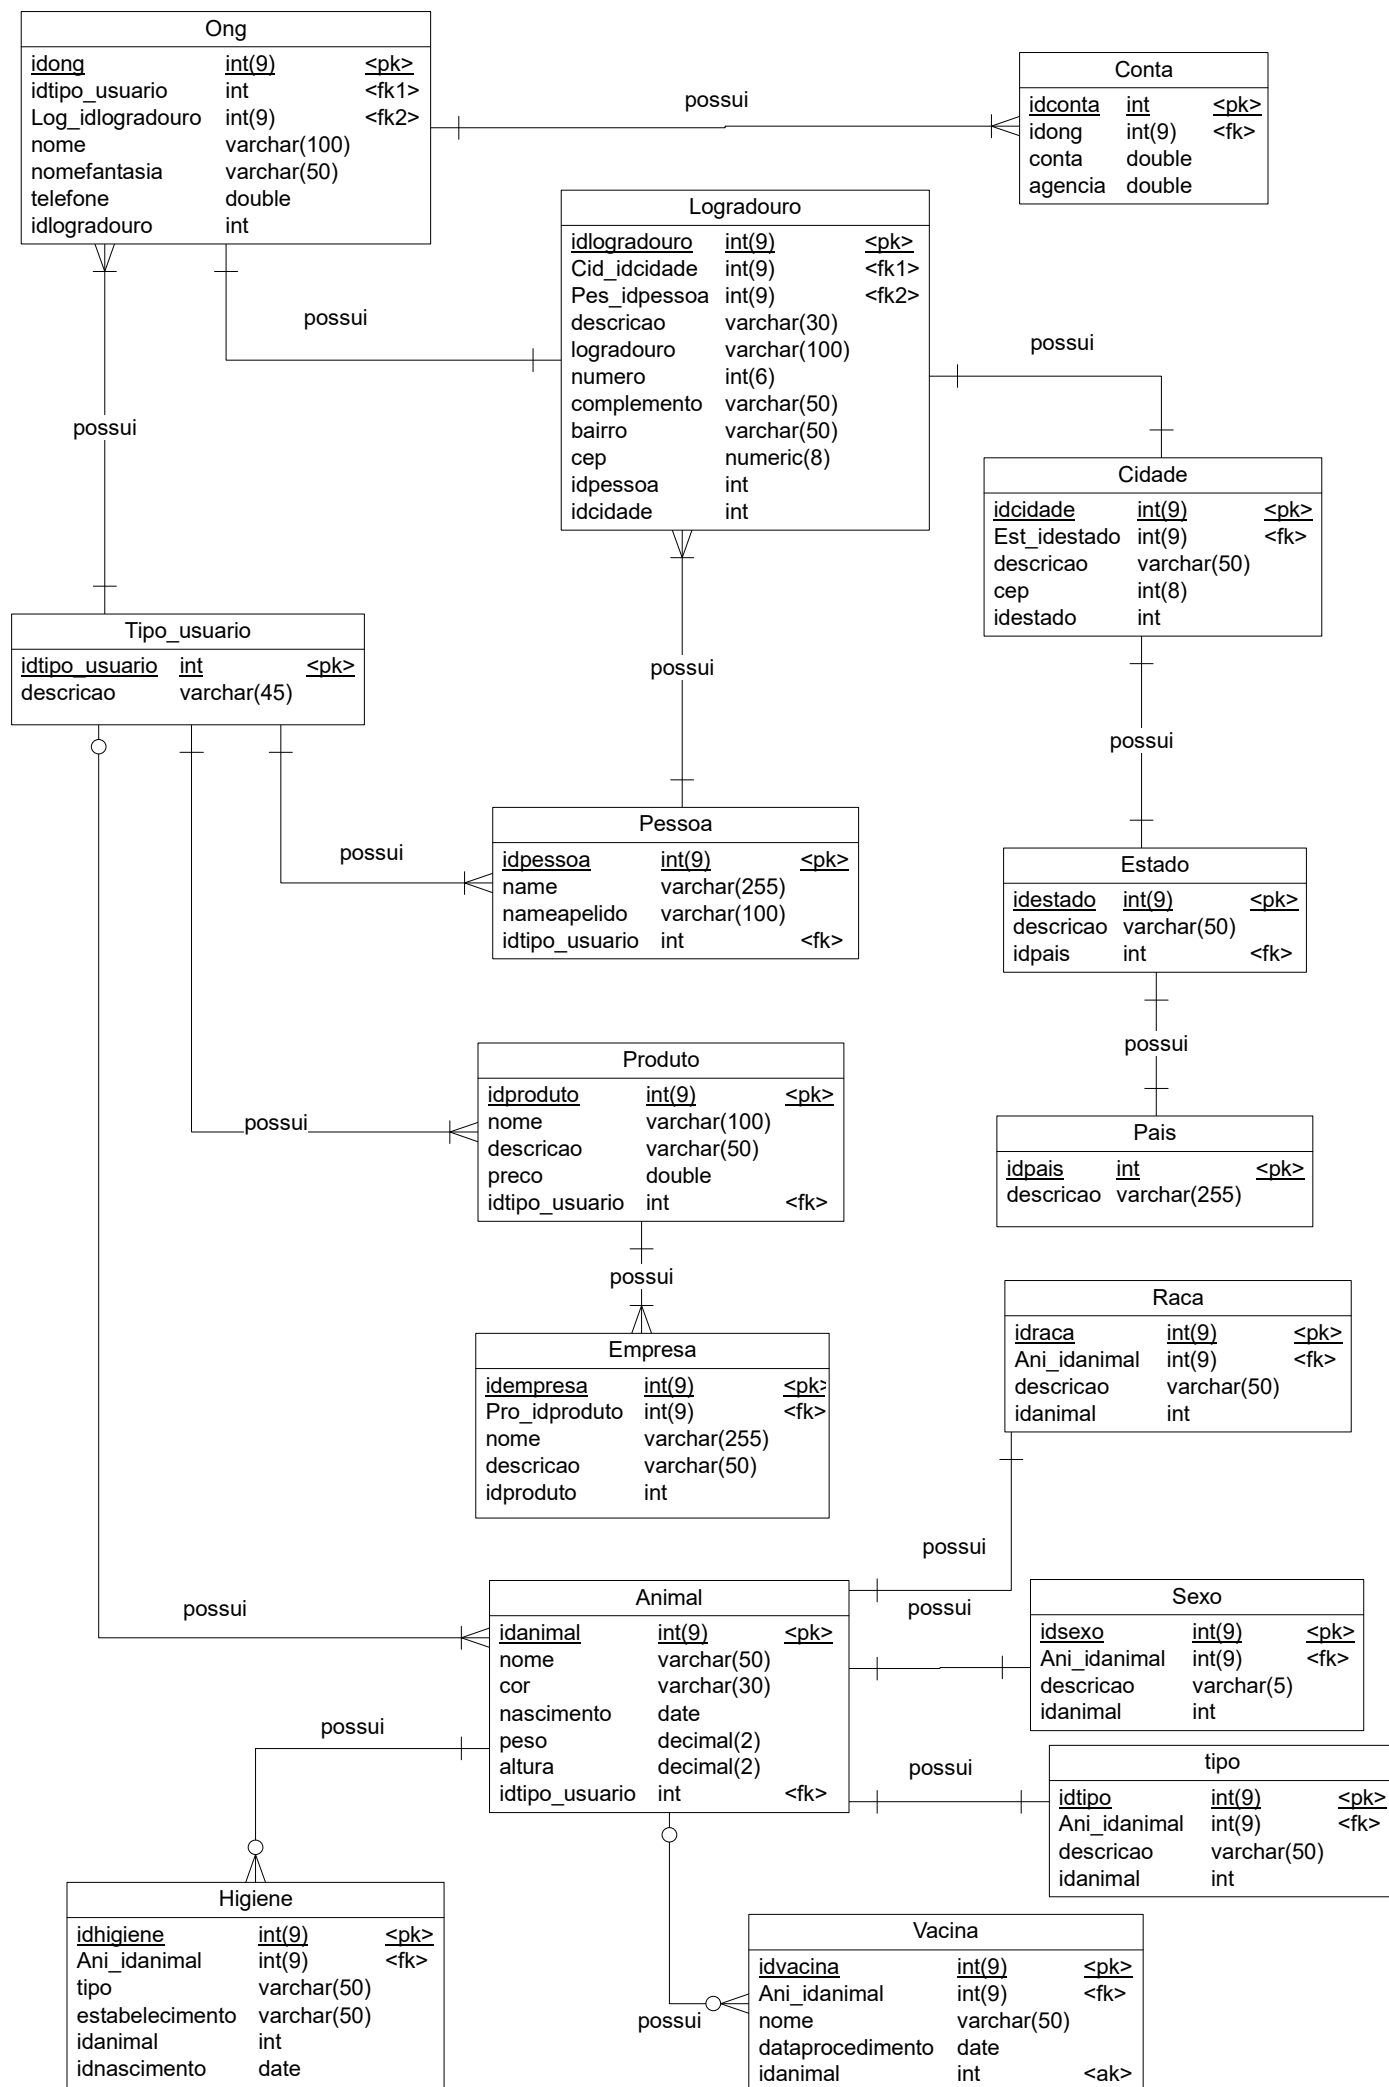 Ong
idong int(9) <pk>
idtipo_usuario int <fk1>
Log_idlogradouro int(9) <fk2>
nome varchar(100)
nomefantasia varchar(50)
telefone double
idlogradouro int
possui
Conta
idconta int <pk>
idong int(9) <fk>
conta double
agencia double
Logradouro
idlogradouro int(9) <pk>
Cid_idcidade int(9) <fk1>
Pes_idpessoa int(9) <fk2>
descricao varchar(30)
logradouro varchar(100)
numero int(6)
complemento varchar(50)
bairro varchar(50)
cep numeric(8)
idpessoa int
idcidade int
possui
possui
possui
Cidade
idcidade int(9) <pk>
Est_idestado int(9) <fk>
descricao varchar(50)
cep int(8)
idestado int
Tipo_usuario
idtipo_usuario int <pk>
descricao varchar(45)
possui
possui
Pessoa
idpessoa int(9) <pk>
name varchar(255)
nameapelido varchar(100)
idtipo_usuario int <fk>
possui
Estado
idestado int(9) <pk>
descricao varchar(50)
idpais int <fk>
possui
Pais
idpais int <pk>
descricao varchar(255)
Produto
idproduto int(9) <pk>
nome varchar(100)
descricao varchar(50)
preco double
idtipo_usuario int <fk>
possui
possui
Empresa
idempresa int(9) <pk>
Pro_idproduto int(9) <fk>
nome varchar(255)
descricao varchar(50)
idproduto int
Raca
idraca int(9) <pk>
Ani_idanimal int(9) <fk>
descricao varchar(50)
idanimal int
possui
possui
Animal
idanimal int(9) <pk>
nome varchar(50)
cor varchar(30)
nascimento date
peso decimal(2)
altura decimal(2)
idtipo_usuario int <fk>
possui
Sexo
idsexo int(9) <pk>
Ani_idanimal int(9) <fk>
descricao varchar(5)
idanimal int
possui
tipo
idtipo int(9) <pk>
Ani_idanimal int(9) <fk>
descricao varchar(50)
idanimal int
possui
Higiene
idhigiene int(9) <pk>
Ani_idanimal int(9) <fk>
tipo varchar(50)
estabelecimento varchar(50)
idanimal int
idnascimento date
possui
Vacina
idvacina int(9) <pk>
Ani_idanimal int(9) <fk>
nome varchar(50)
dataprocedimento date
idanimal int <ak>